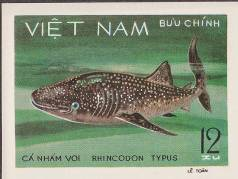 VIỆT NAM BƯU CHÍNH
12
XU
CÁ NHÁM VOI RHINCODON TYPUS
LÊ TOÀN